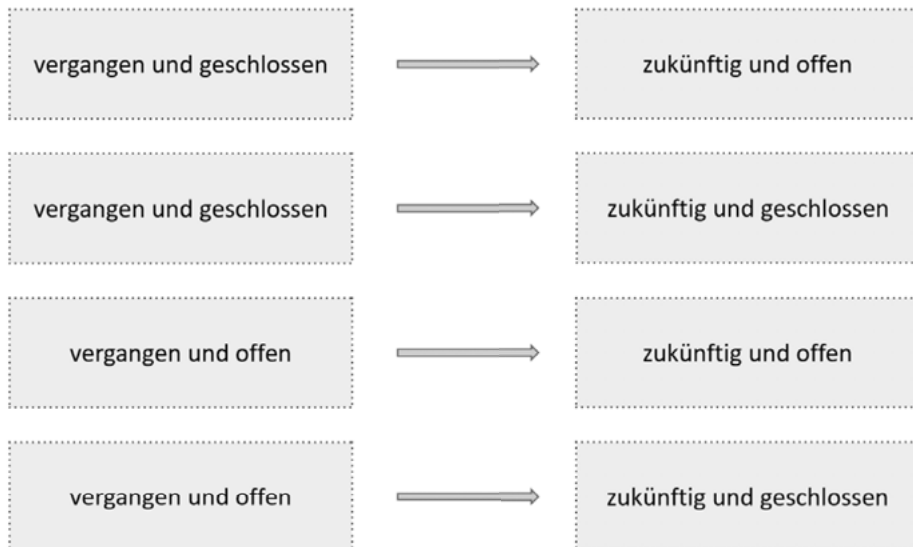 vergangen und geschlossen
zukünftig und offen
vergangen und geschlossen
zukünftig und geschlossen
vergangen und offen
zukünftig und offen
vergangen und offen
zukünftig und geschlossen